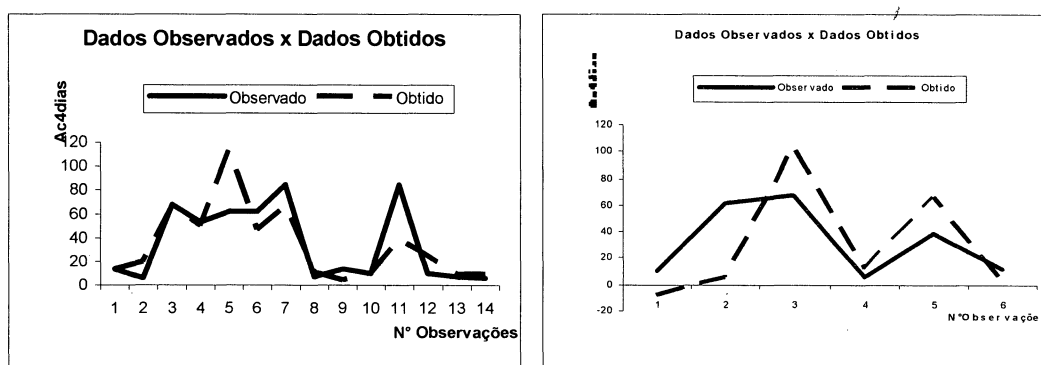 Dados Observados x Dados Obtidos
Ac4dias
Observado Obtido
120
100
80
60
40
20
0
1 2 3 4 5 6 7 8 9 10 11 12 13 14
N° Observações
Dados Observados x Dados Obtidos
Observado Obtido
120
100
80
60
40
20
0
-20
1 2 3 4 5 6
N°Observaçõe